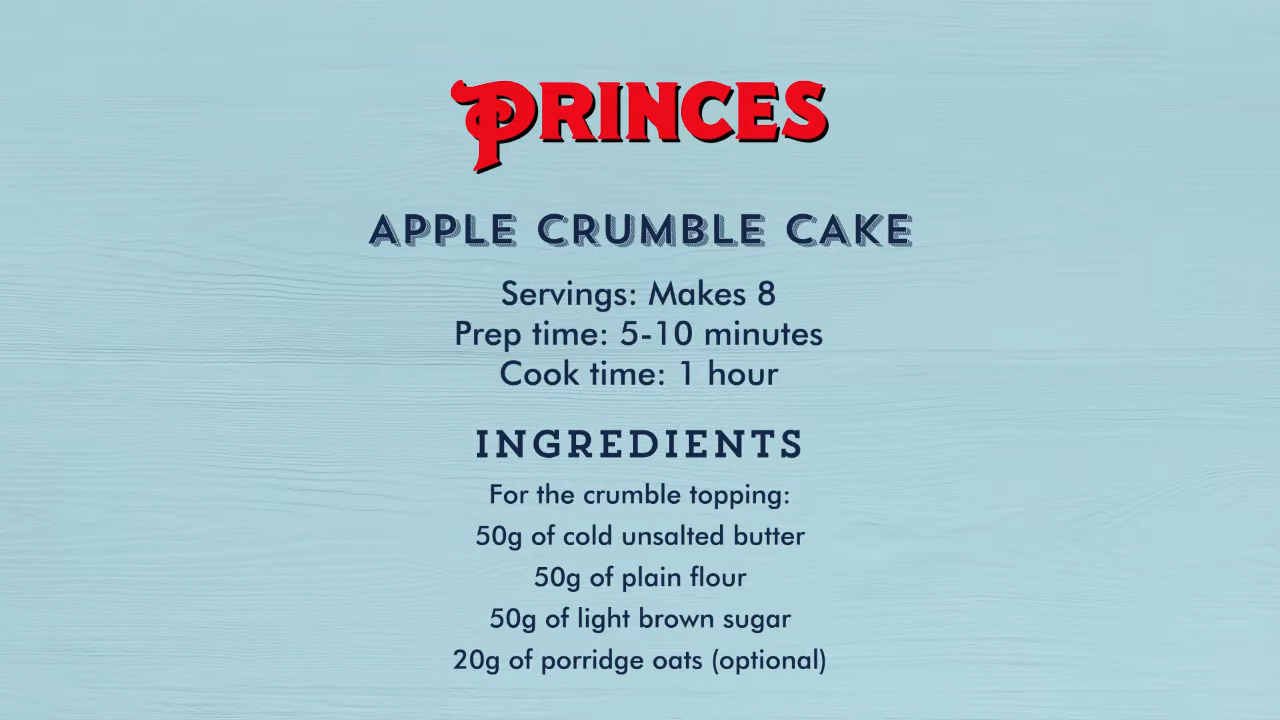 PRINCES
APPLE CRUMBLE CAKE
Servings: Makes 8
Prep time: 5-10 minutes
Cook time: 1 hour
INGREDIENTS
For the crumble topping:
50g of cold unsalted butter
50g of plain flour
50g of light brown sugar
20g of porridge oats (optional)